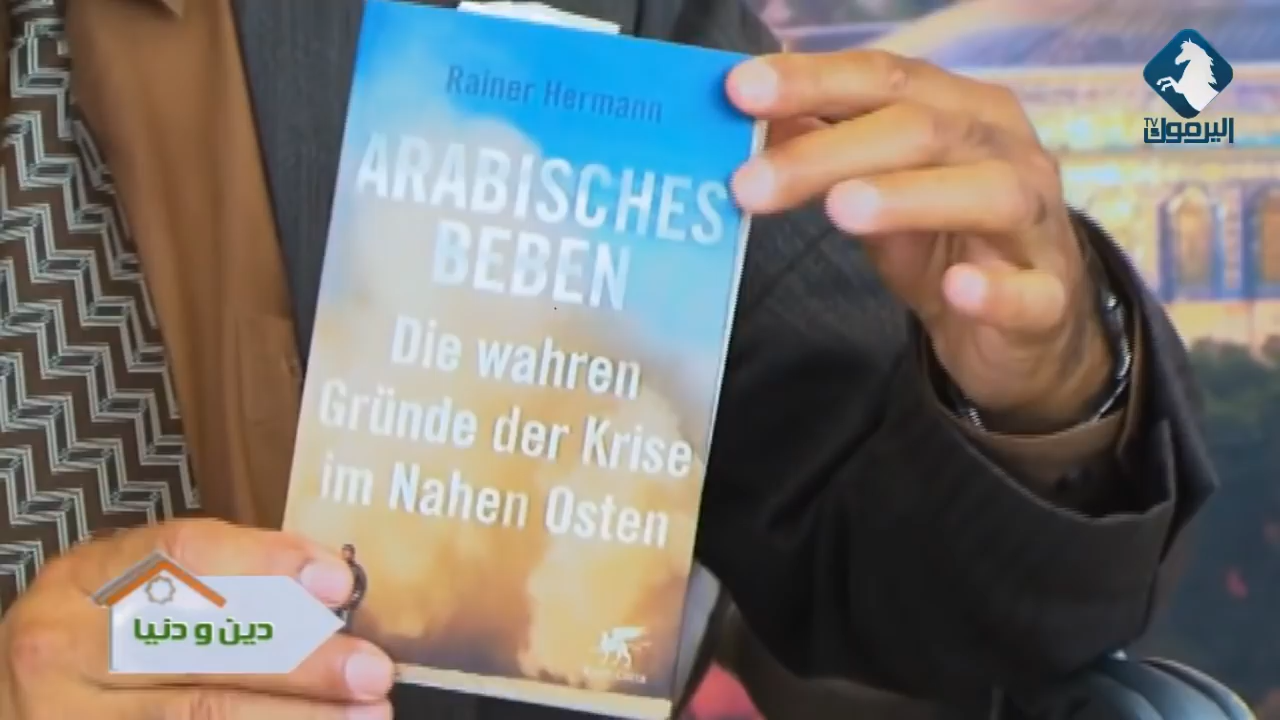 Rainer Hermann
ARABISCHES
BEBEN
Die wahren
Gründe der Krise
im Nahen Osten
اليرموك TV
دين و دنيا